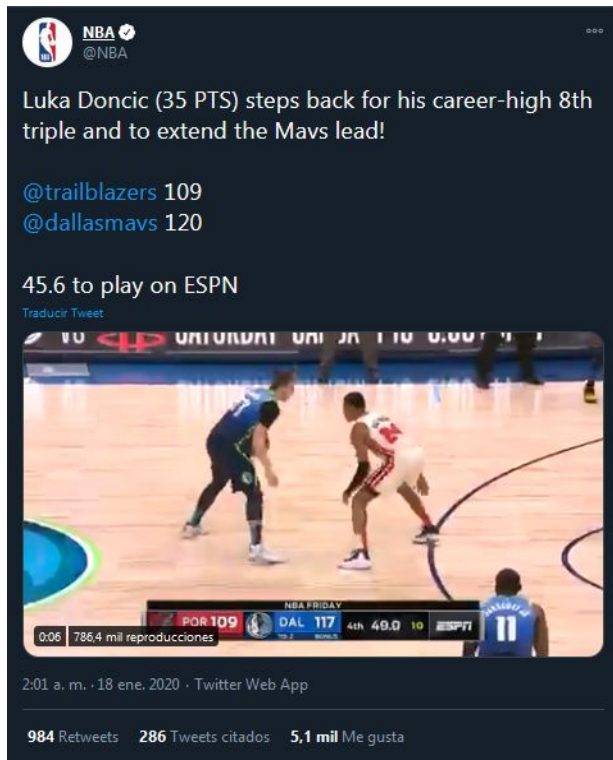 NBA
@NBA
Luka Doncic (35 PTS) steps back for his career-high 8th
triple and to extend the Mavs lead!
@trailblazers 109
@dallasmavs 120
45.6 to play on ESPN
Traducir Tweet
NBA FRIDAY
POR 109 DAL 117 4th 49.0 10 ESPN
BONUS
11
0:06 786,4 mil reproducciones
2:01 a. m. · 18 ene. 2020 · Twitter Web App
984 Retweets 286 Tweets citados 5,1 mil Me gusta